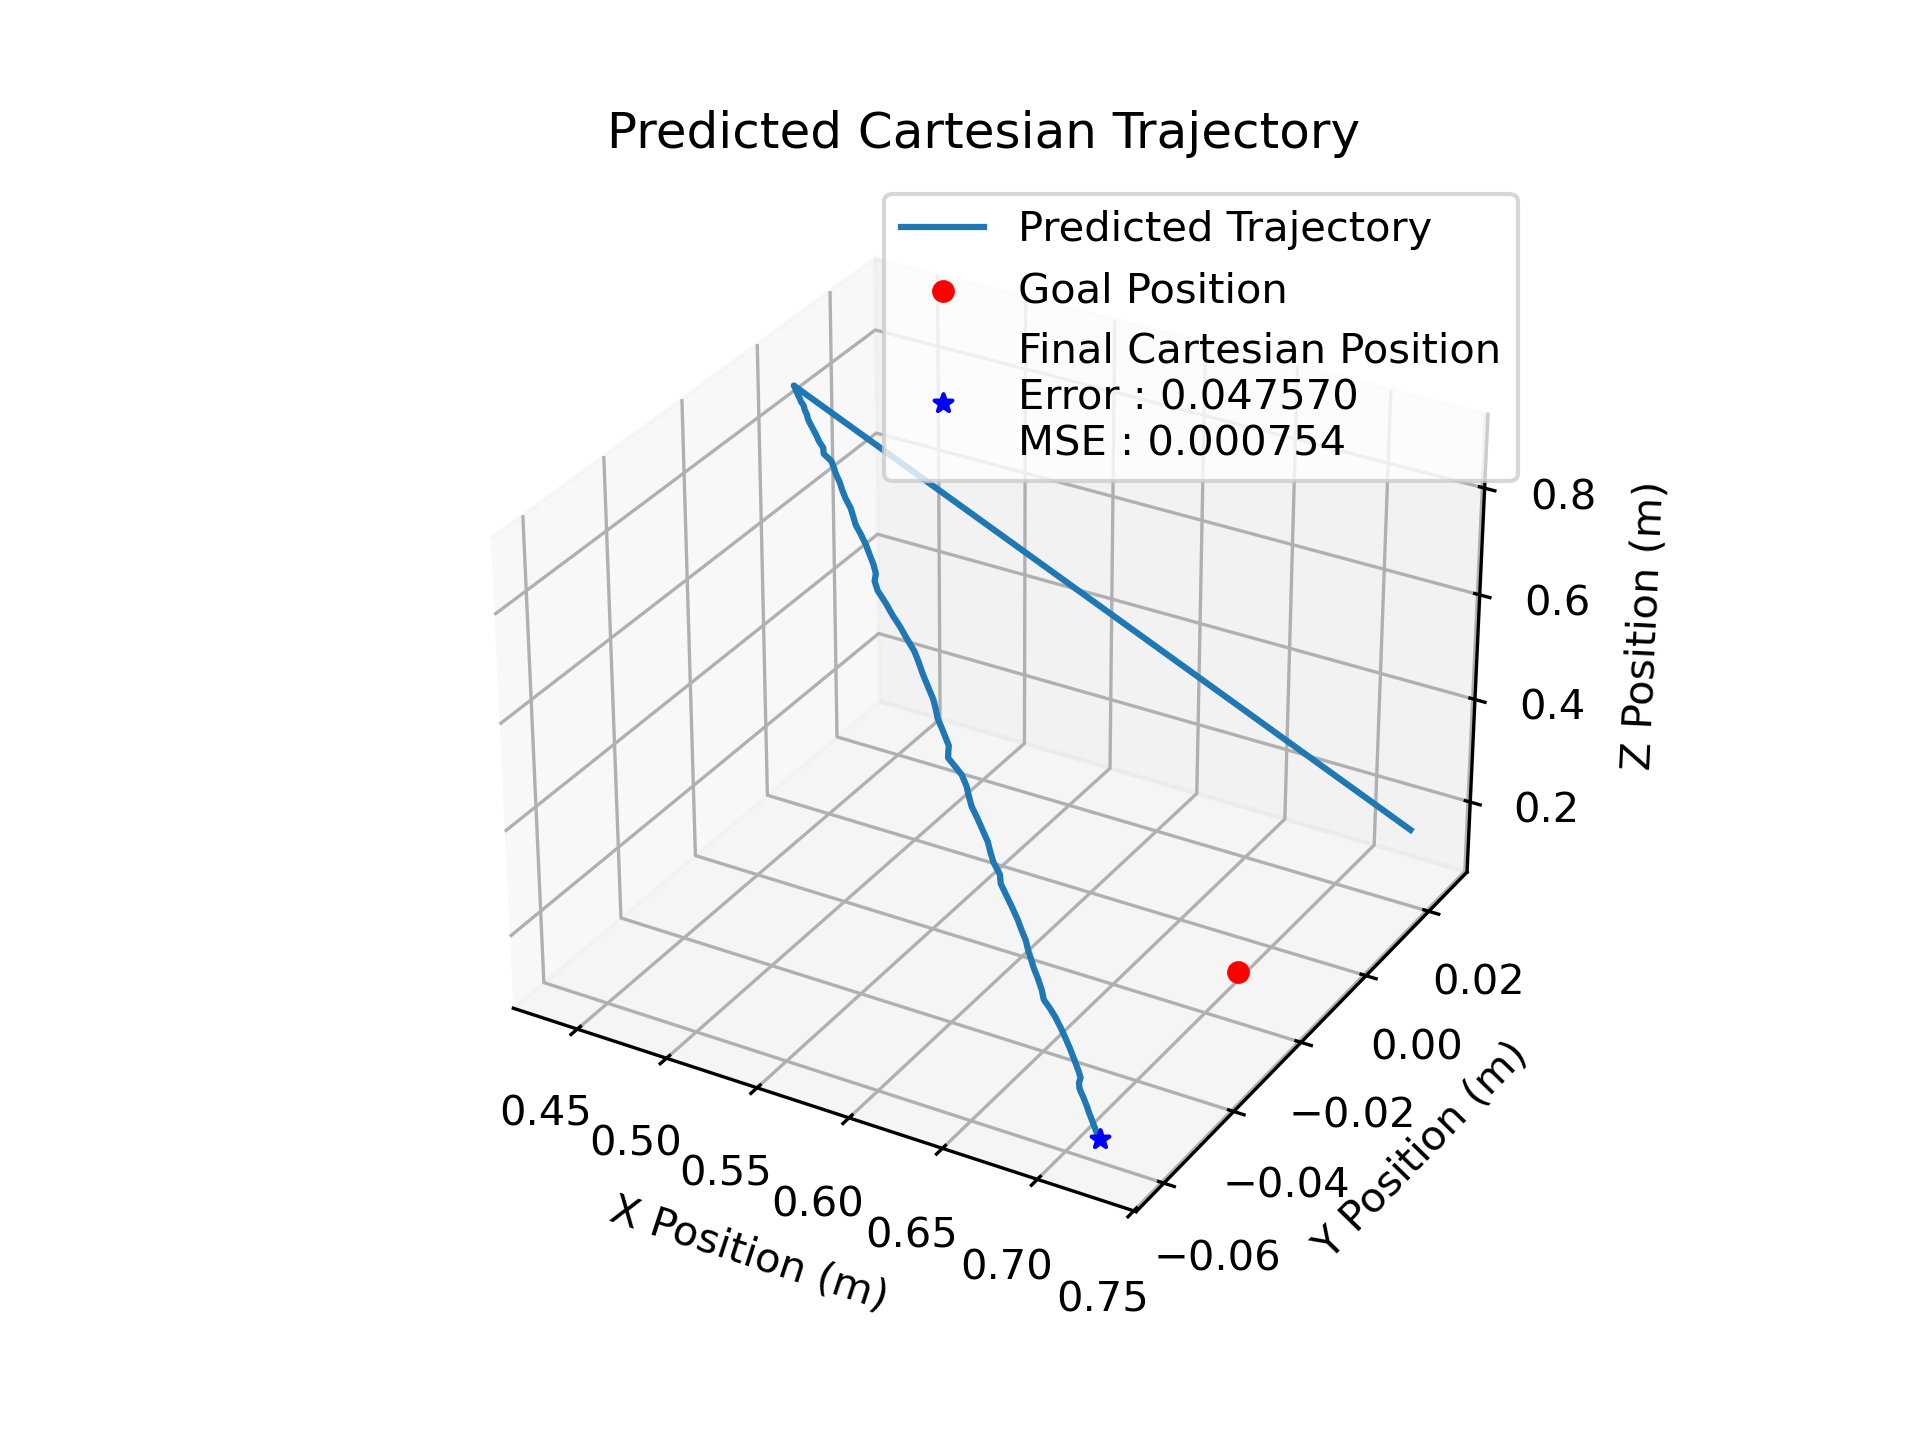 Predicted Cartesian Trajectory
Predicted Trajectory
Goal Position
Final Cartesian Position
Error : 0.047570
MSE : 0.000754
0.8
0.6
0.4
0.2
Z Position (m)
0.02
0.00
−0.02
−0.04
−0.06
Y Position (m)
0.45
0.50
0.55
0.60
0.65
0.70
0.75
X Position (m)